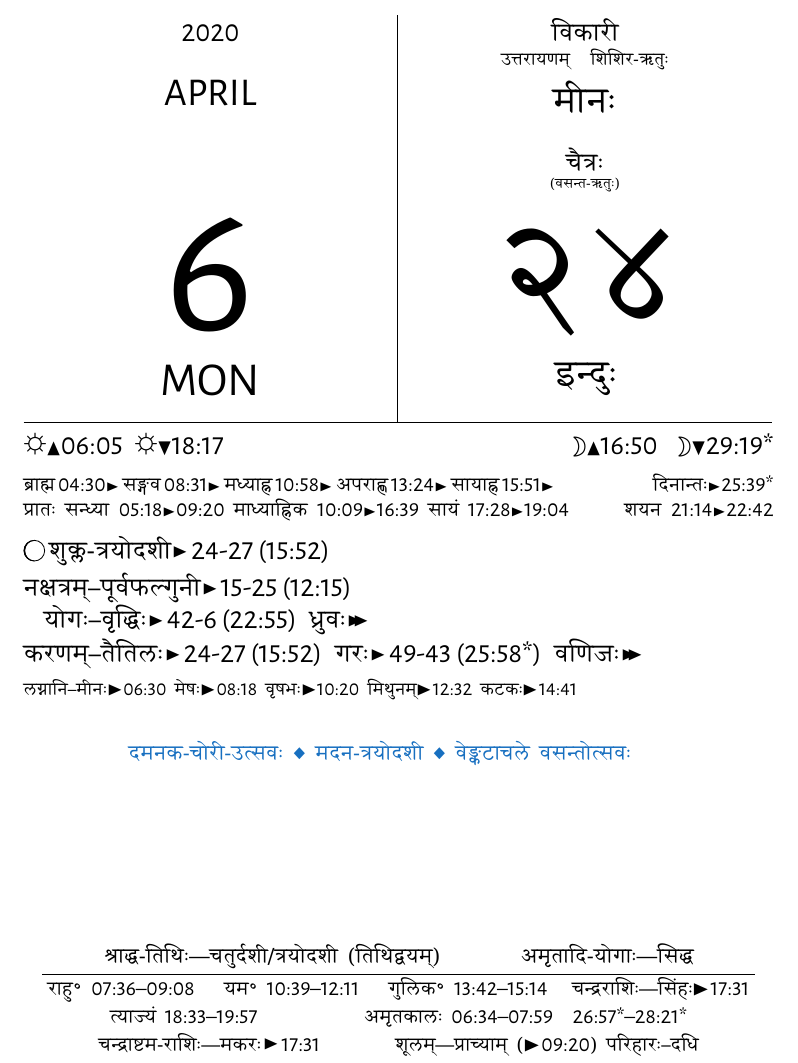 2020
APRIL
6
MON
विकारी
उत्तरायणम् शिशिर-ऋतुः
मीनः
चैत्रः
(वसन्त-ऋतुः)
२४
इन्दुः
☼▲06:05 ☼▼18:17 ☽▲16:50 ☽▼29:19*
ब्राह्म 04:30► सङ्गव 08:31► मध्याह्न 10:58► अपराह्ण 13:24► सायाह्न 15:51► दिनान्तः►25:39*
प्रातः सन्ध्या 05:18►09:20 माध्याह्निक 10:09►16:39 सायं 17:28►19:04 शयन 21:14►22:42
◯ शुक्ल-त्रयोदशी► 24-27 (15:52)
नक्षत्रम्–पूर्वफल्गुनी► 15-25 (12:15)
योगः–वृद्धिः► 42-6 (22:55) ध्रुवः►►
करणम्–तैतिलः► 24-27 (15:52) गरः► 49-43 (25:58*) वणिजः►►
लग्नानि–मीनः►06:30 मेषः►08:18 वृषभः►10:20 मिथुनम्►12:32 कटकः►14:41
दमनक-चोरी-उत्सवः ◆ मदन-त्रयोदशी ◆ वेङ्कटाचले वसन्तोत्सवः
श्राद्ध-तिथिः—चतुर्दशी/त्रयोदशी (तिथिद्वयम्) अमृतादि-योगाः—सिद्ध
राहु॰ 07:36–09:08 यम॰ 10:39–12:11 गुलिक॰ 13:42–15:14 चन्द्रराशिः—सिंहः►17:31
त्याज्यं 18:33–19:57 अमृतकालः 06:34–07:59 26:57*–28:21*
चन्द्राष्टम-राशिः—मकरः►17:31 शूलम्—प्राच्याम् (►09:20) परिहारः–दधि